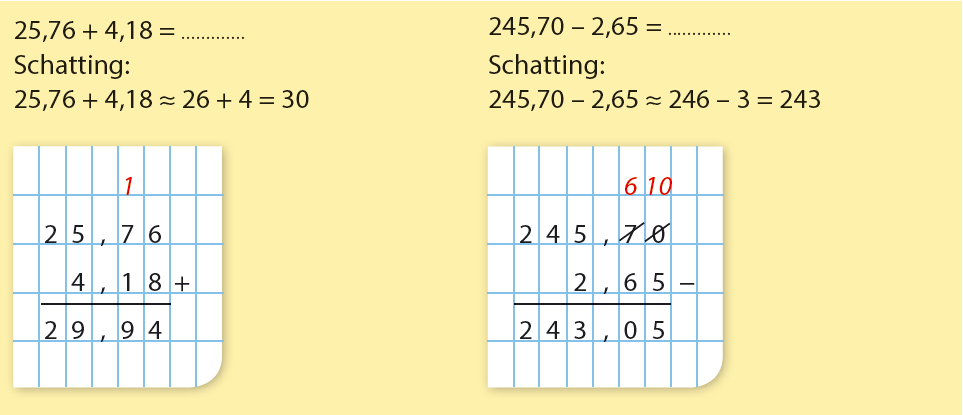 25,76 + 4,18 = .............
Schatting:
25,76 + 4,18 ≈ 26 + 4 = 30
1
25,76
4,18 +
29,94
245,70 – 2,65 = .............
Schatting:
245,70 – 2,65 ≈ 246 – 3 = 243
6 10
245,70
2,65 –
243,05